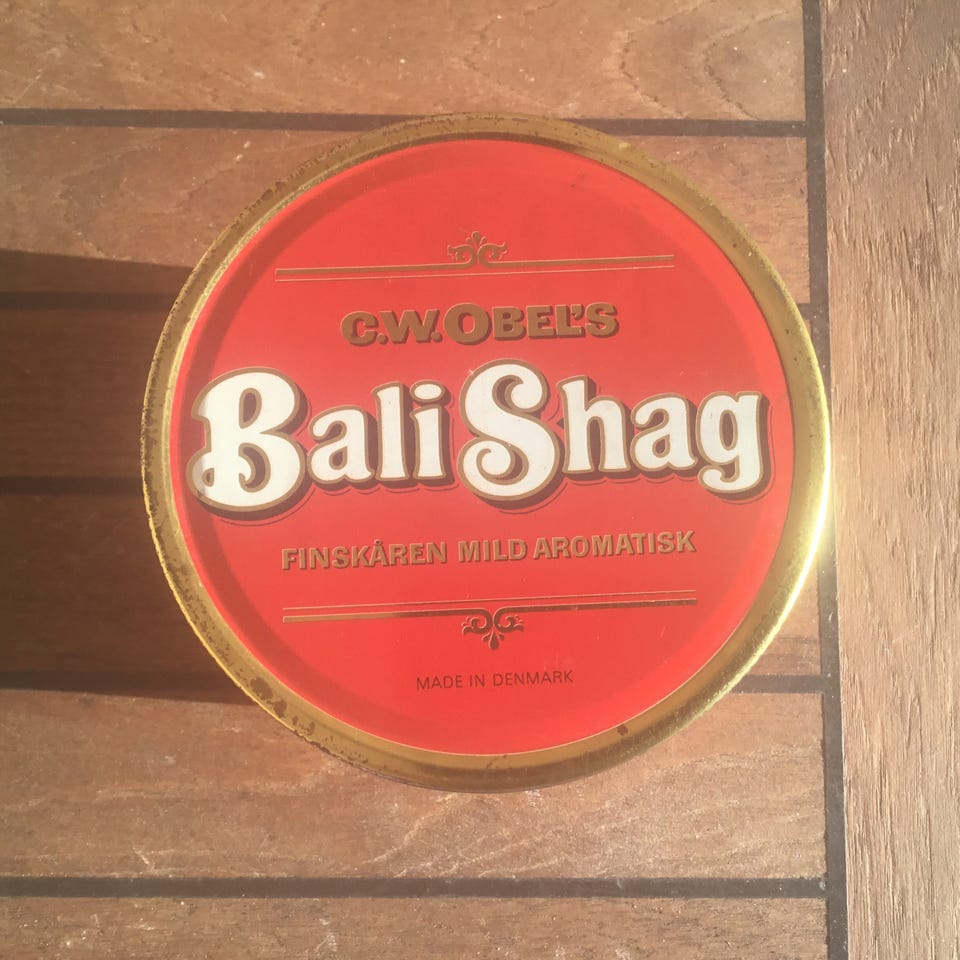 C.W. OBEL'S
Bali Shag
FINSKÅREN MILD AROMATISK
MADE IN DENMARK